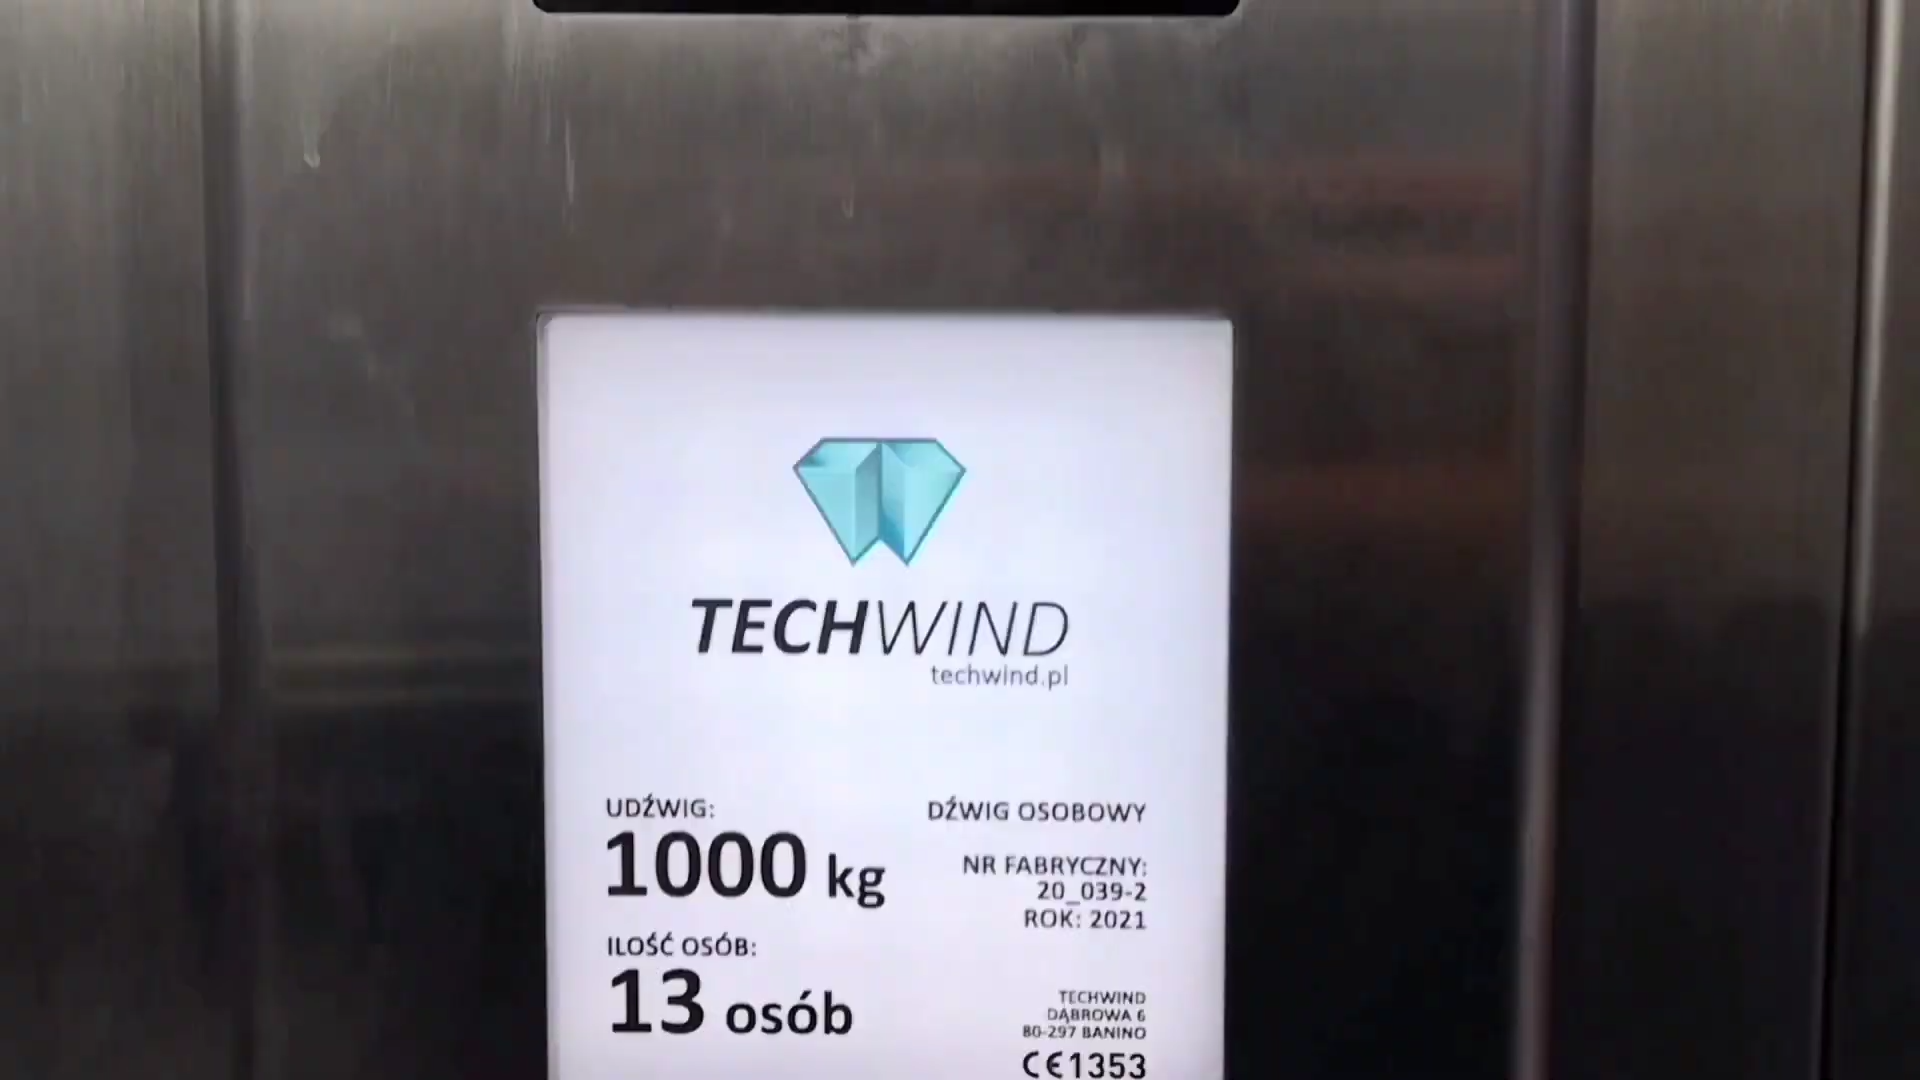 TECHWIND
techwind.pl
UDŹWIG:
1000 kg
ILOŚĆ OSÓB:
13 osób
DŹWIG OSOBOWY
NR FABRYCZNY:
20_039-2
ROK: 2021
TECHWIND
DĄBROWA 6
80-297 BANINO
CE1353